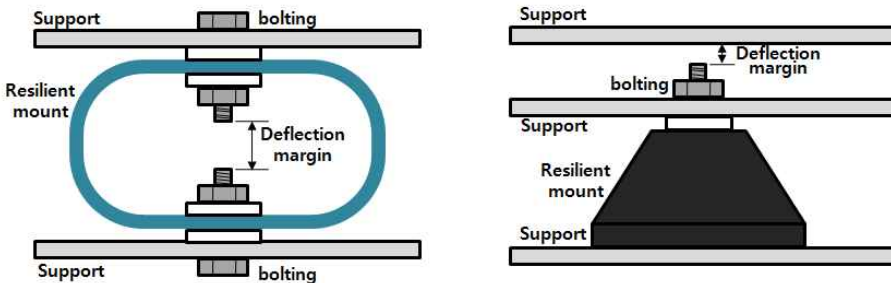 Support
bolting
Resilient
mount
Deflection
margin
Support
bolting
Support
Deflection
margin
bolting
Support
Resilient
mount
Support